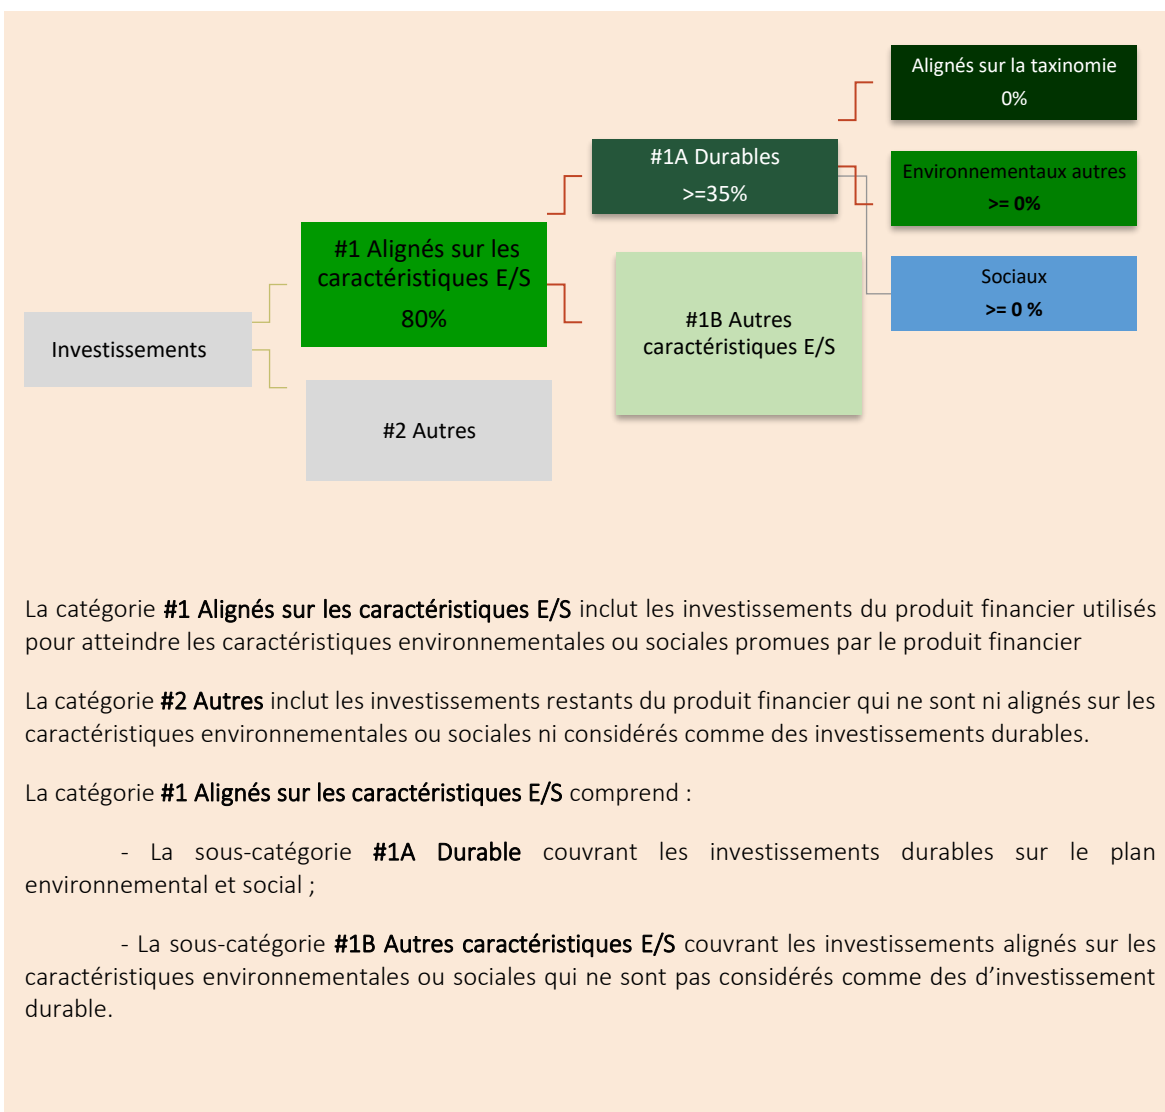 Alignés sur la taxinomie
0%
#1A Durables
>=35%
Environnementaux autres
>= 0%
#1 Alignés sur les
caractéristiques E/S
80%
Sociaux
>= 0 %
#1B Autres
caractéristiques E/S
Investissements
#2 Autres
La catégorie #1 Alignés sur les caractéristiques E/S inclut les investissements du produit financier utilisés
pour atteindre les caractéristiques environnementales ou sociales promues par le produit financier
La catégorie #2 Autres inclut les investissements restants du produit financier qui ne sont ni alignés sur les
caractéristiques environnementales ou sociales ni considérés comme des investissements durables.
La catégorie #1 Alignés sur les caractéristiques E/S comprend :
- La sous-catégorie #1A Durable couvrant les investissements durables sur le plan
environnemental et social ;
- La sous-catégorie #1B Autres caractéristiques E/S couvrant les investissements alignés sur les
caractéristiques environnementales ou sociales qui ne sont pas considérés comme des d’investissement
durable.